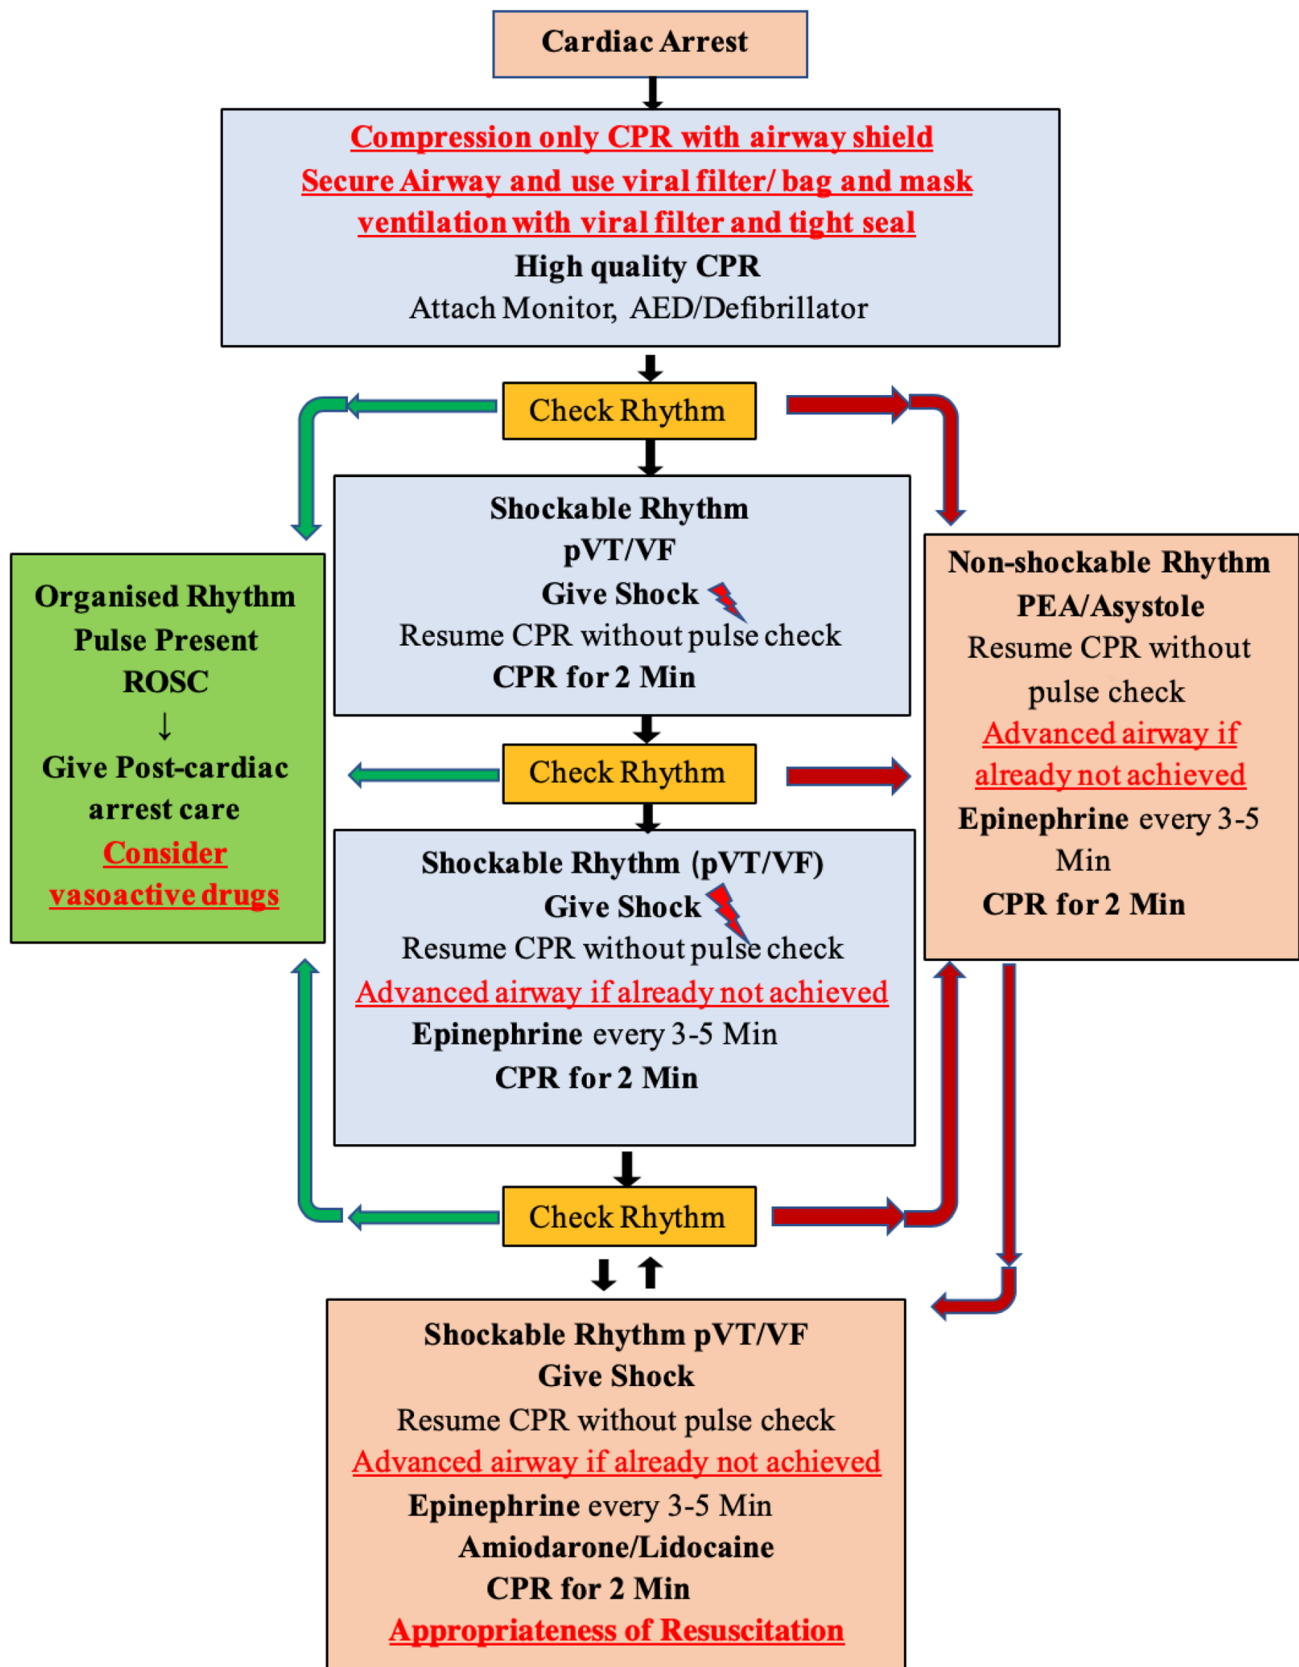 Cardiac Arrest
Compression only CPR with airway shield
Secure Airway and use viral filter/ bag and mask
ventilation with viral filter and tight seal
High quality CPR
Attach Monitor, AED/Defibrillator
Check Rhythm
Shockable Rhythm
pVT/VF
Give Shock
Resume CPR without pulse check
CPR for 2 Min
Organised Rhythm
Pulse Present
ROSC
↓
Give Post-cardiac
arrest care
Consider
vasoactive drugs
Non-shockable Rhythm
PEA/Asystole
Resume CPR without
pulse check
Advanced airway if
already not achieved
Epinephrine every 3-5
Min
CPR for 2 Min
Check Rhythm
Shockable Rhythm (pVT/VF)
Give Shock
Resume CPR without pulse check
Advanced airway if already not achieved
Epinephrine every 3-5 Min
CPR for 2 Min
Check Rhythm
Shockable Rhythm pVT/VF
Give Shock
Resume CPR without pulse check
Advanced airway if already not achieved
Epinephrine every 3-5 Min
Amiodarone/Lidocaine
CPR for 2 Min
Appropriateness of Resuscitation